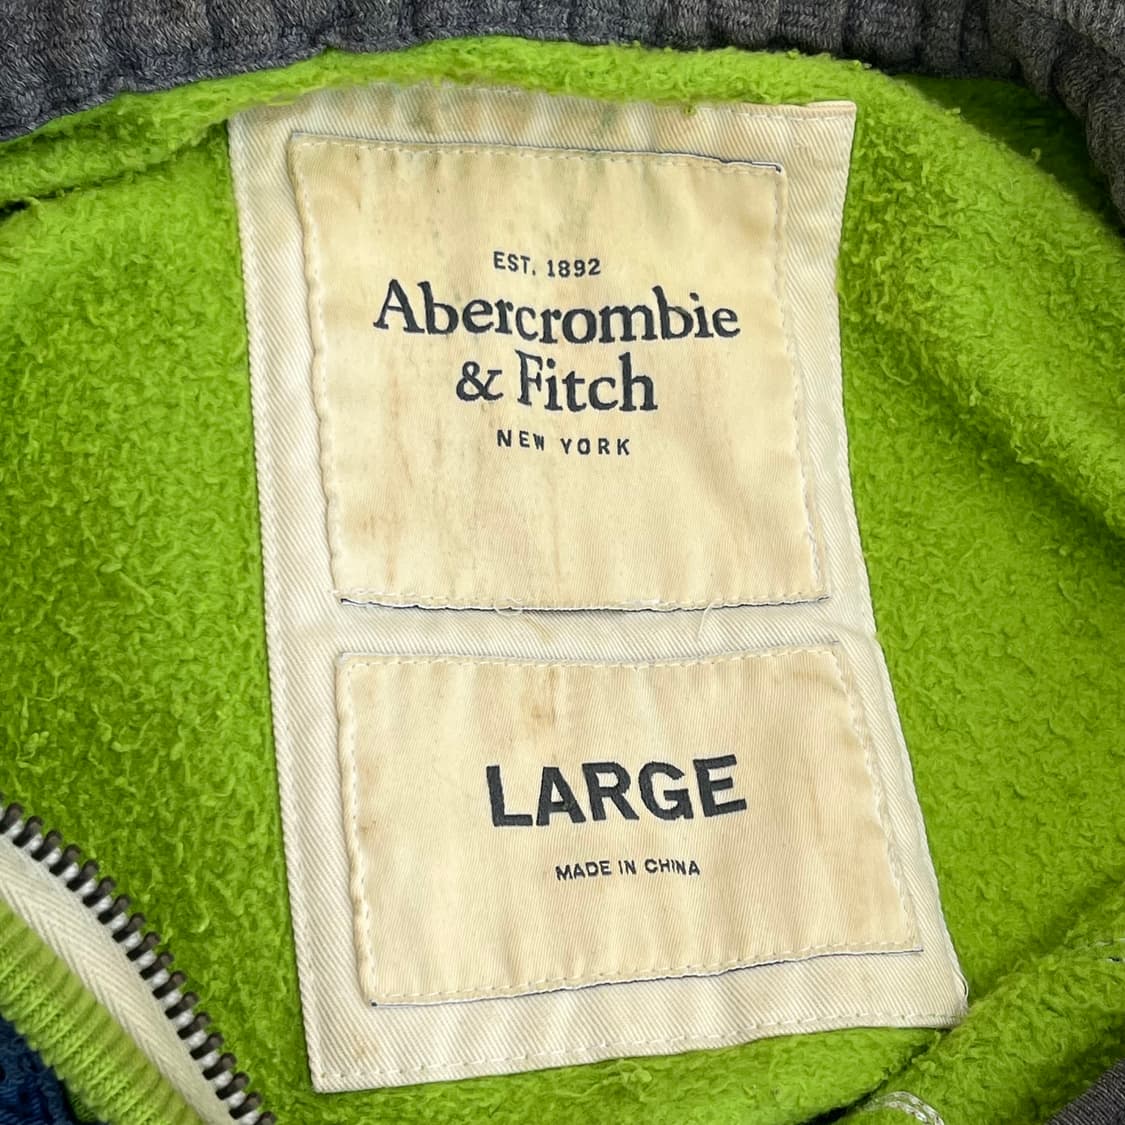 EST. 1892
Abercrombie
& Fitch
NEW YORK
LARGE
MADE IN CHINA